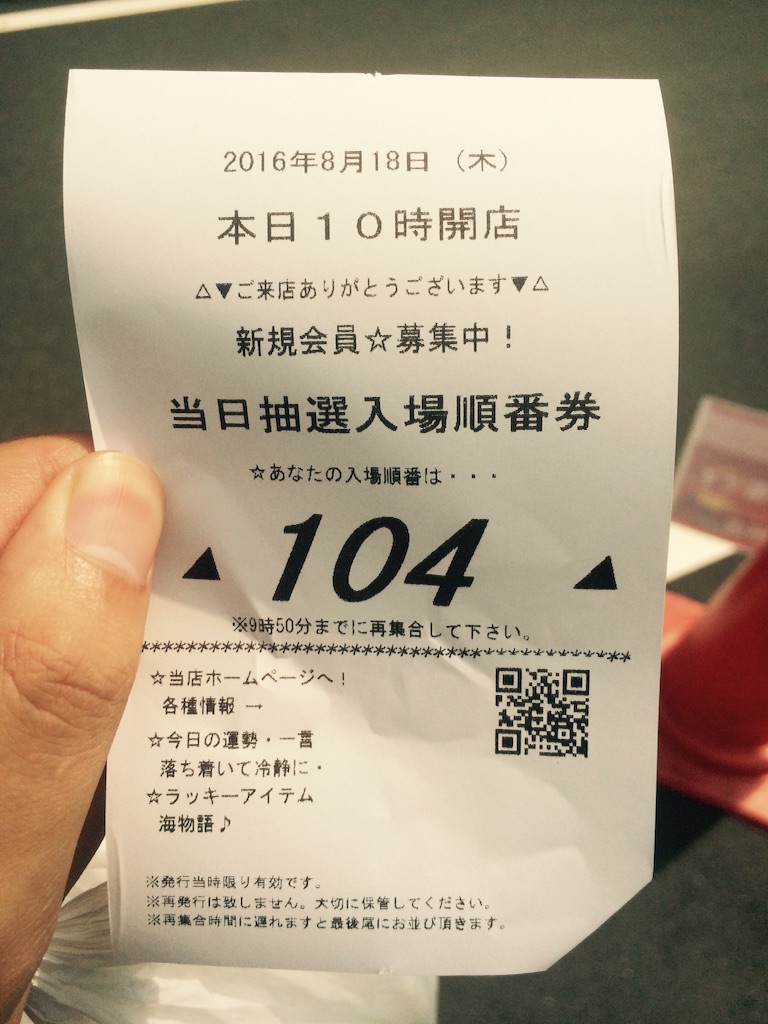 2016年8月18日 （木）
本日１０時開店
△▼ご来店ありがとうございます▼△
新規会員☆募集中！
当日抽選入場順番券
☆あなたの入場順番は・・・
▲ 104 ▲
※9時50分までに再集合して下さい。
************************************************
☆当店ホームページへ！
各種情報 →
☆今日の運勢・一言
落ち着いて冷静に・
☆ラッキーアイテム
海物語♪
※発行当時限り有効です。
※再発行は致しません。大切に保管してください。
※再集合時間に遅れますと最後尾にお並び頂きます。